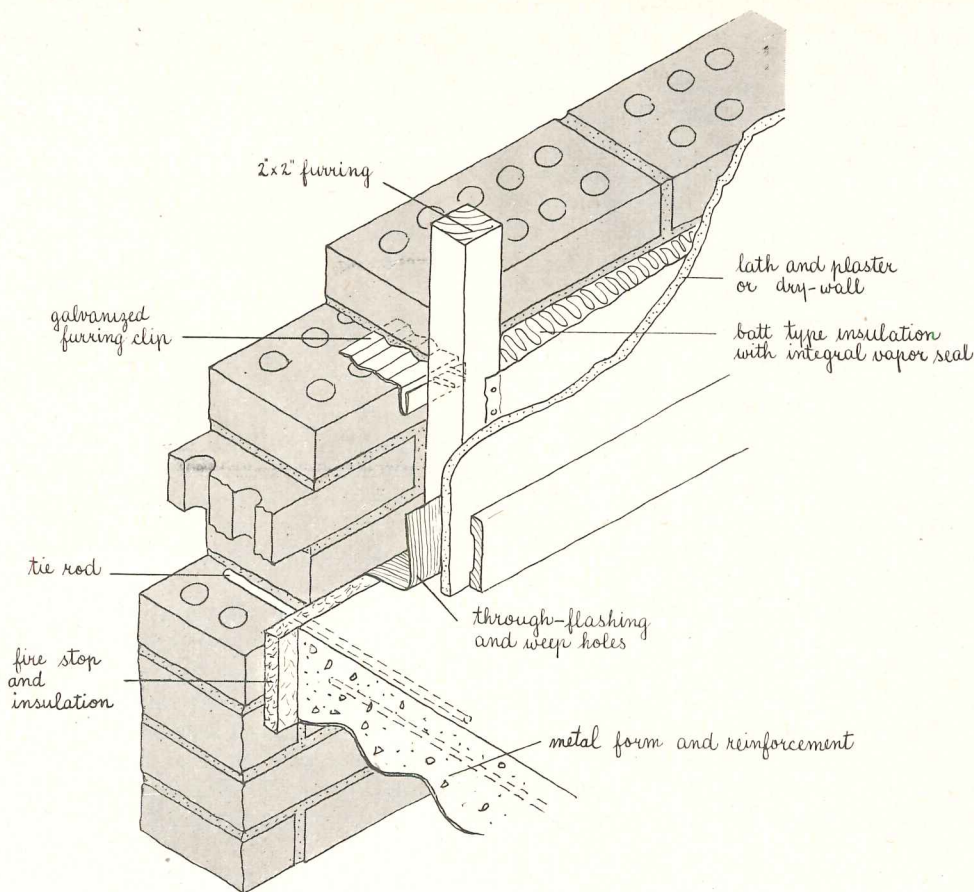 2"x2" furring
galvanized
furring clip
lath and plaster
or dry-wall
batt type insulation
with integral vapor seal
tie rod
through-flashing
and weep holes
fire stop
and
insulation
metal form and reinforcement